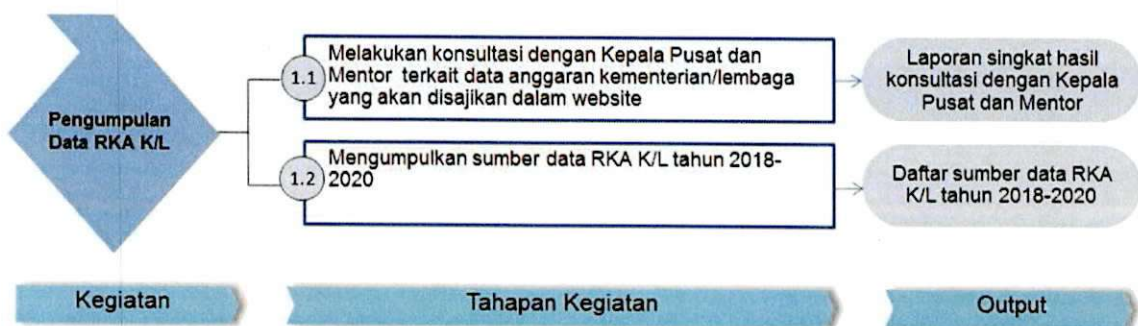 Pengumpulan
Data RKA K/L
1.1
Melakukan konsultasi dengan Kepala Pusat dan
Mentor terkait data anggaran kementerian/lembaga
yang akan disajikan dalam website
Laporan singkat hasil
konsultasi dengan Kepala
Pusat dan Mentor
1.2
Mengumpulkan sumber data RKA K/L tahun 2018-
2020
Daftar sumber data RKA
K/L tahun 2018-2020
Kegiatan
Tahapan Kegiatan
Output